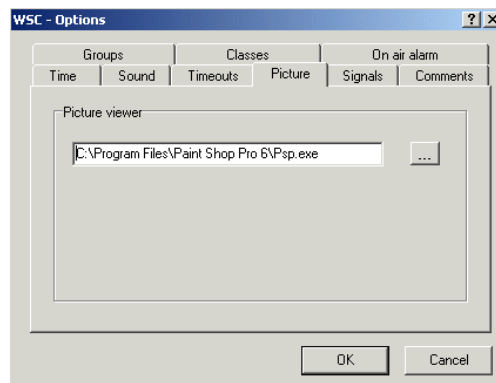 WSC - Options
Groups Classes On air alarm
Time Sound Timeouts Picture Signals Comments
Picture viewer
C:\Program Files\Paint Shop Pro 6\Psp.exe ...
OK Cancel